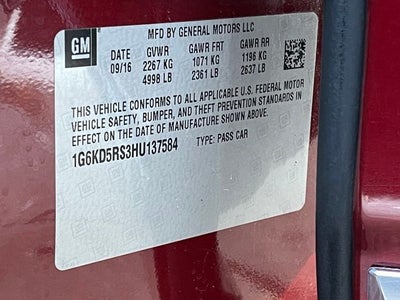 GM
MFD BY GENERAL MOTORS LLC
DATE GVWR GAWR FRT GAWR RR
09/16 2267 KG 1071 KG 1196 KG
4998 LB 2361 LB 2637 LB
THIS VEHICLE CONFORMS TO ALL APPLICABLE U.S. FEDERAL MOTOR
VEHICLE SAFETY, BUMPER, AND THEFT PREVENTION STANDARDS IN
EFFECT ON THE DATE OF MANUFACTURE SHOWN ABOVE.
1G6KD5RS3HU137584 TYPE: PASS CAR